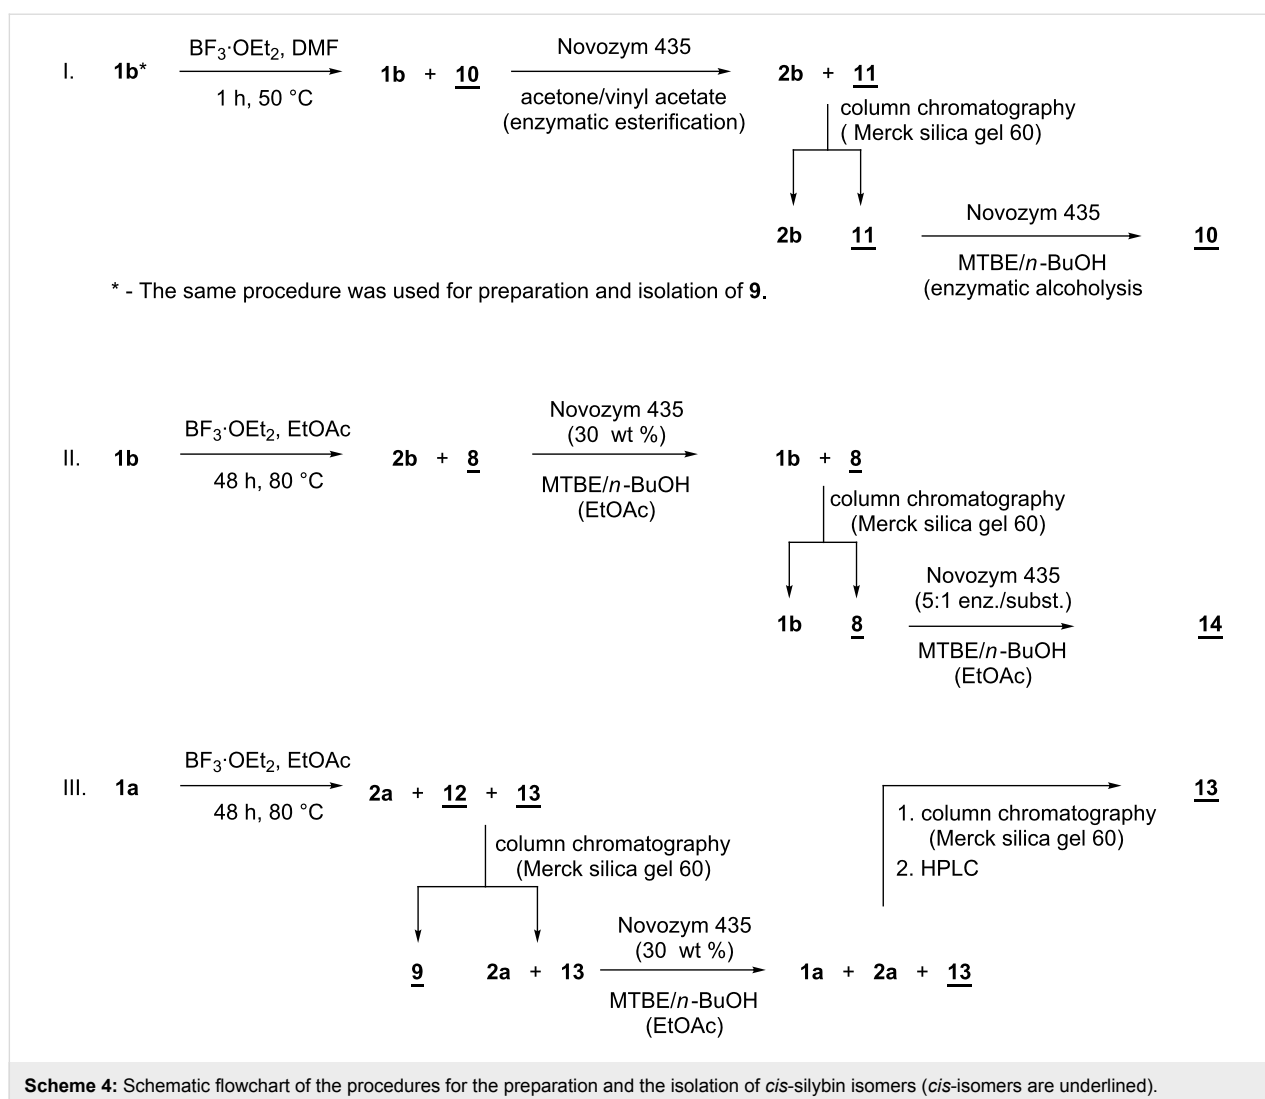 BF3·OEt2, DMF
Novozym 435
I. 1b* 1b + 10 2b + 11
1 h, 50 °C
acetone/vinyl acetate
(enzymatic esterification)
column chromatography
( Merck silica gel 60)
2b 11
Novozym 435
10
MTBE/n-BuOH
(enzymatic alcoholysis
* - The same procedure was used for preparation and isolation of 9.
BF3·OEt2, EtOAc
Novozym 435
(30 wt %)
II. 1b 2b + 8 1b + 8
48 h, 80 °C
MTBE/n-BuOH
(EtOAc)
column chromatography
(Merck silica gel 60)
Novozym 435
(5:1 enz./subst.)
1b 8 14
MTBE/n-BuOH
(EtOAc)
BF3·OEt2, EtOAc
III. 1a 2a + 12 + 13 13
48 h, 80 °C
column chromatography
(Merck silica gel 60)
1. column chromatography
(Merck silica gel 60)
2. HPLC
Novozym 435
(30 wt %)
9 2a + 13 1a + 2a + 13
MTBE/n-BuOH
(EtOAc)
Scheme 4: Schematic flowchart of the procedures for the preparation and the isolation of cis-silybin isomers (cis-isomers are underlined).